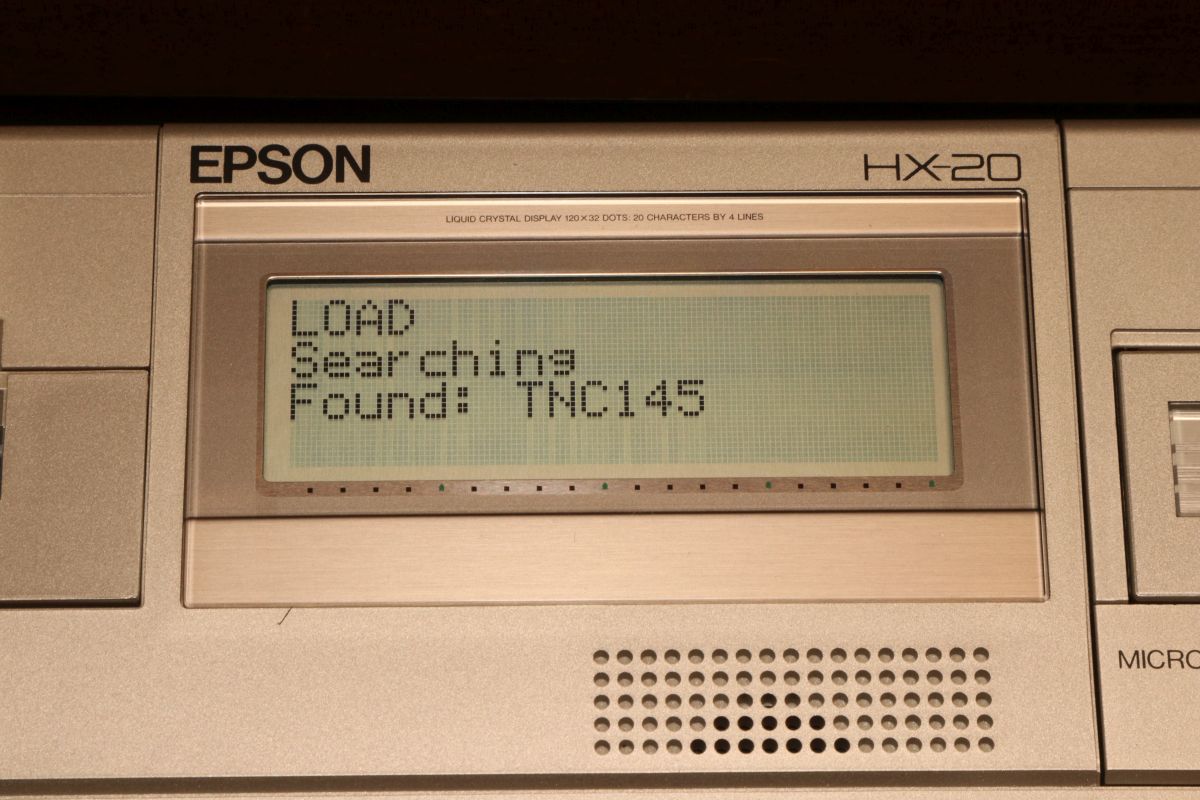 EPSON
HX-20
LIQUID CRYSTAL DISPLAY 120×32 DOTS: 20 CHARACTERS BY 4 LINES
LOAD
Searching
Found: TNC145
MICRO